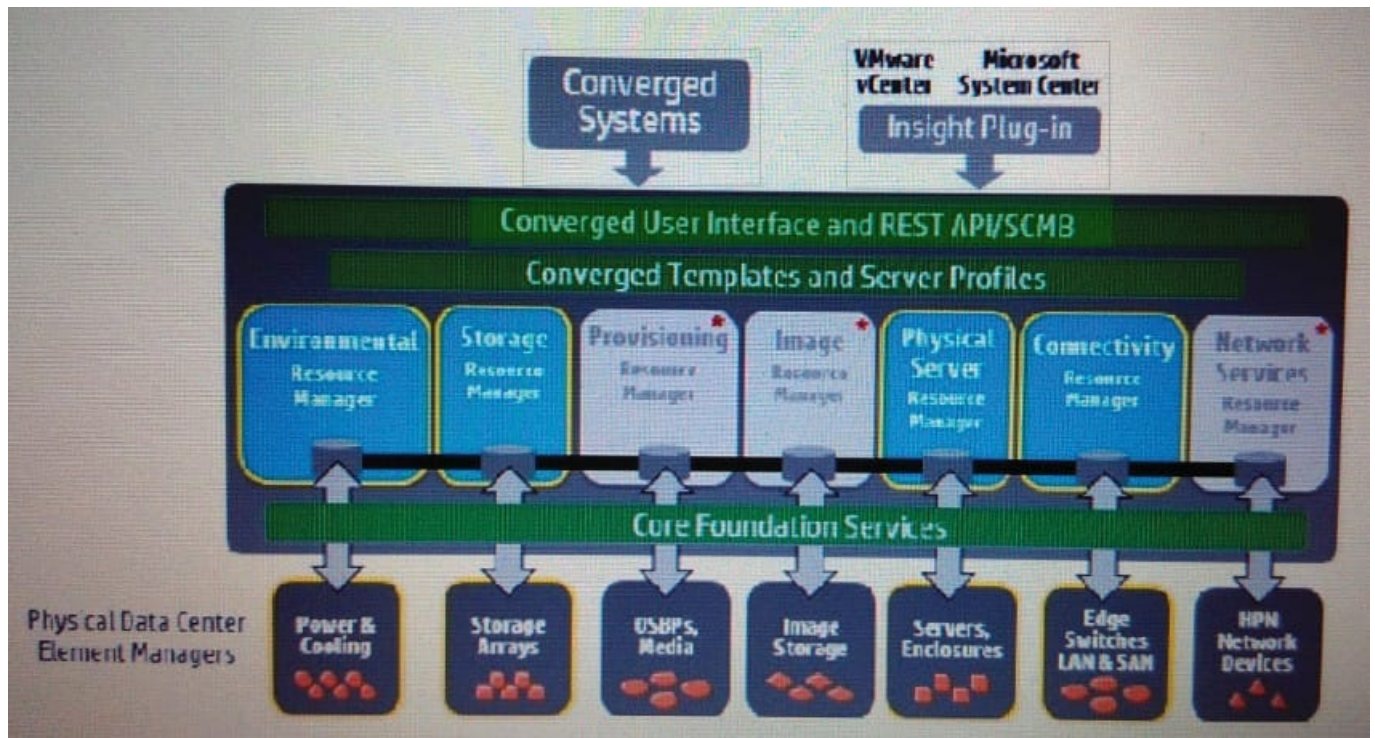 Converged
Systems
VMware
vCenter
Microsoft
System Center
Insight Plug-in
Converged User Interface and REST API/SCMB
Converged Templates and Server Profiles
Environmental
Resource
Manager
Storage
Resource
Manager
Provisioning
Resource
Manager
Image
Resource
Manager
Physical
Server
Resource
Manager
Connectivity
Resource
Manager
Network
Services
Resource
Manager
Core Foundation Services
Physical Data Center
Element Managers
Power &
Cooling
Storage
Arrays
OSBPs,
Media
Image
Storage
Servers,
Enclosures
Edge
Switches
LAN & SAN
HPN
Network
Devices